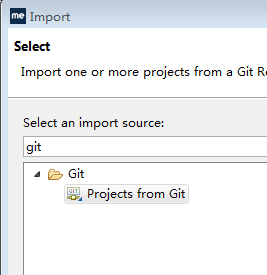 me Import
Select
Import one or more projects from a Git Re
Select an import source:
git
Git
GIT Projects from Git